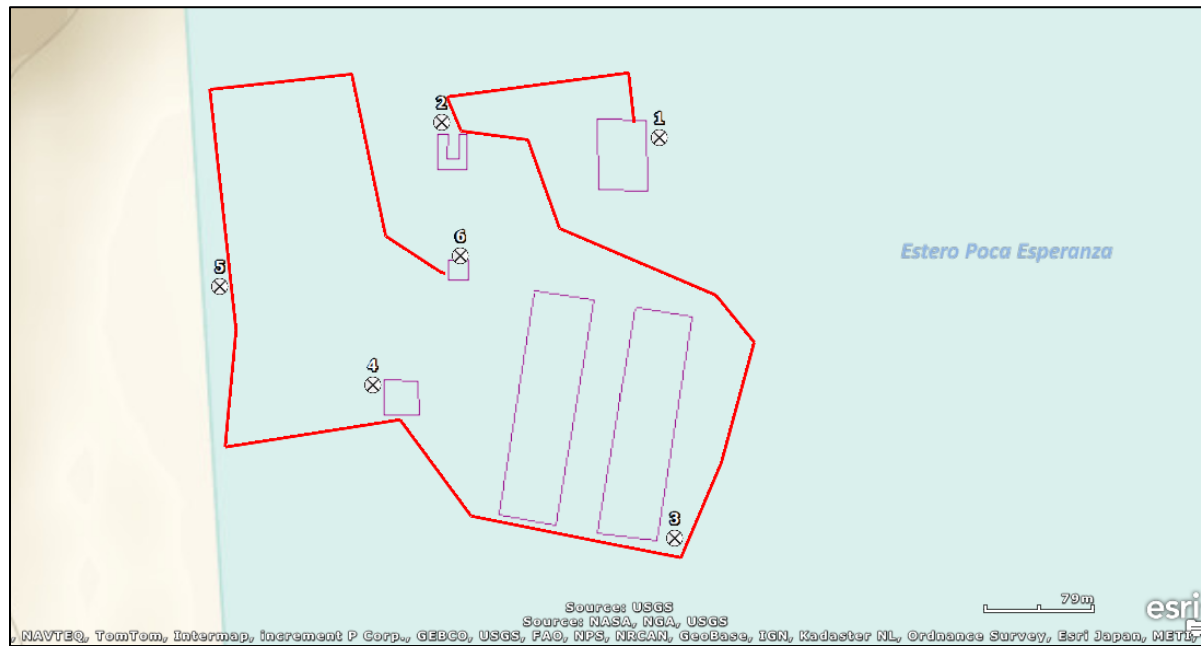 2
1
Estero Poca Esperanza
6
5
4
3
79m
Source: USGS
esri
Source: NASA, NGA, USGS
, NAVTEQ, TomTom, Intermap, increment P Corp., GEBCO, USGS, FAO, NPS, NRCAN, GeoBase, IGN, Kadaster NL, Ordnance Survey, Esri Japan, METI,